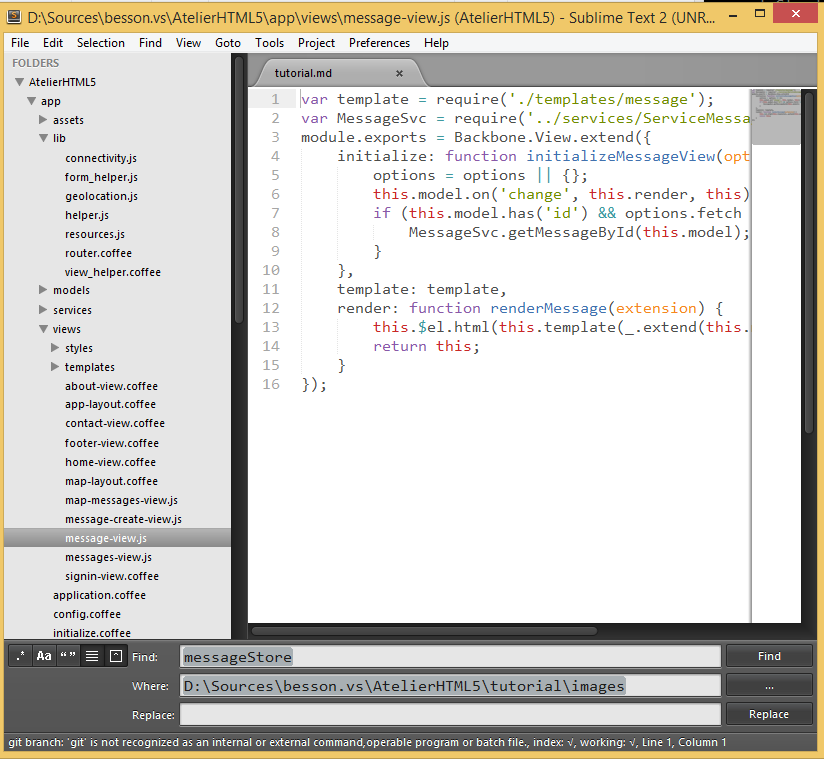 D:\Sources\besson.vs\AtelierHTML5\app\views\message-view.js (AtelierHTML5) - Sublime Text 2 (UNR...
File Edit Selection Find View Goto Tools Project Preferences Help
FOLDERS
AtelierHTML5
app
assets
lib
connectivity.js
form_helper.js
geolocation.js
helper.js
resources.js
router.coffee
view_helper.coffee
models
services
views
styles
templates
about-view.coffee
app-layout.coffee
contact-view.coffee
footer-view.coffee
home-view.coffee
map-layout.coffee
map-messages-view.js
message-create-view.js
message-view.js
messages-view.js
signin-view.coffee
application.coffee
config.coffee
initialize.coffee
tutorial.md ×
1 var template = require('./templates/message');
2 var MessageSvc = require('../services/ServiceMessa
3 module.exports = Backbone.View.extend({
4 initialize: function initializeMessageView(opt
5 options = options || {};
6 this.model.on('change', this.render, this)
7 if (this.model.has('id') && options.fetch
8 MessageSvc.getMessageById(this.model);
9 }
10 },
11 template: template,
12 render: function renderMessage(extension) {
13 this.$el.html(this.template(_.extend(this.
14 return this;
15 }
16 });
.* Aa “” Find: messageStore Find
Where: D:\Sources\besson.vs\AtelierHTML5\tutorial\images ...
Replace: Replace
git branch: 'git' is not recognized as an internal or external command,operable program or batch file., index: √, working: √, Line 1, Column 1